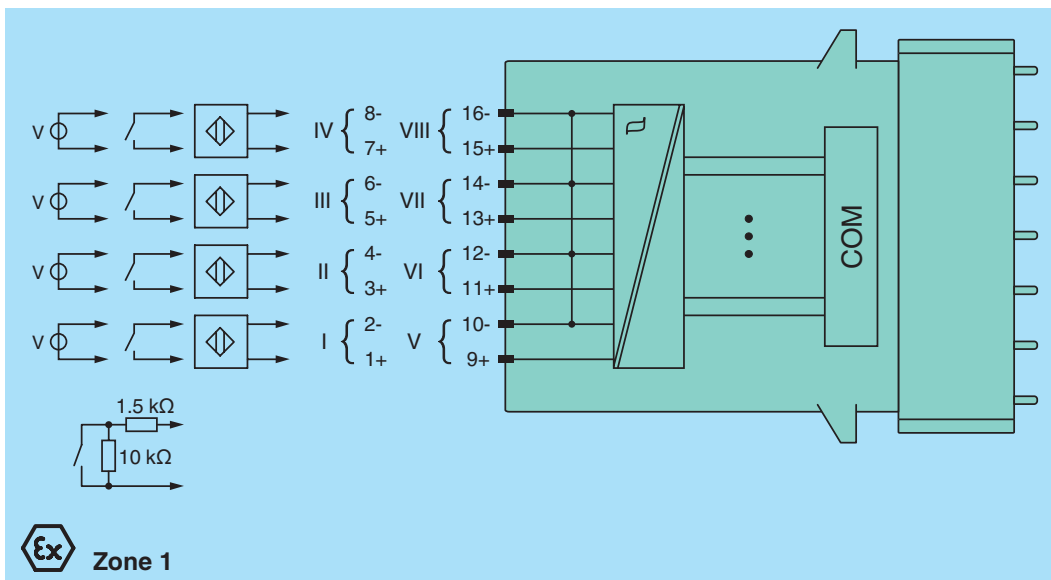 V IV 8- VIII 16-
7+ 15+
V III 6- VII 14-
5+ 13+
V II 4- VI 12-
3+ 11+
V I 2- V 10-
1+ 9+
COM
1.5 kΩ
10 kΩ
Ex Zone 1